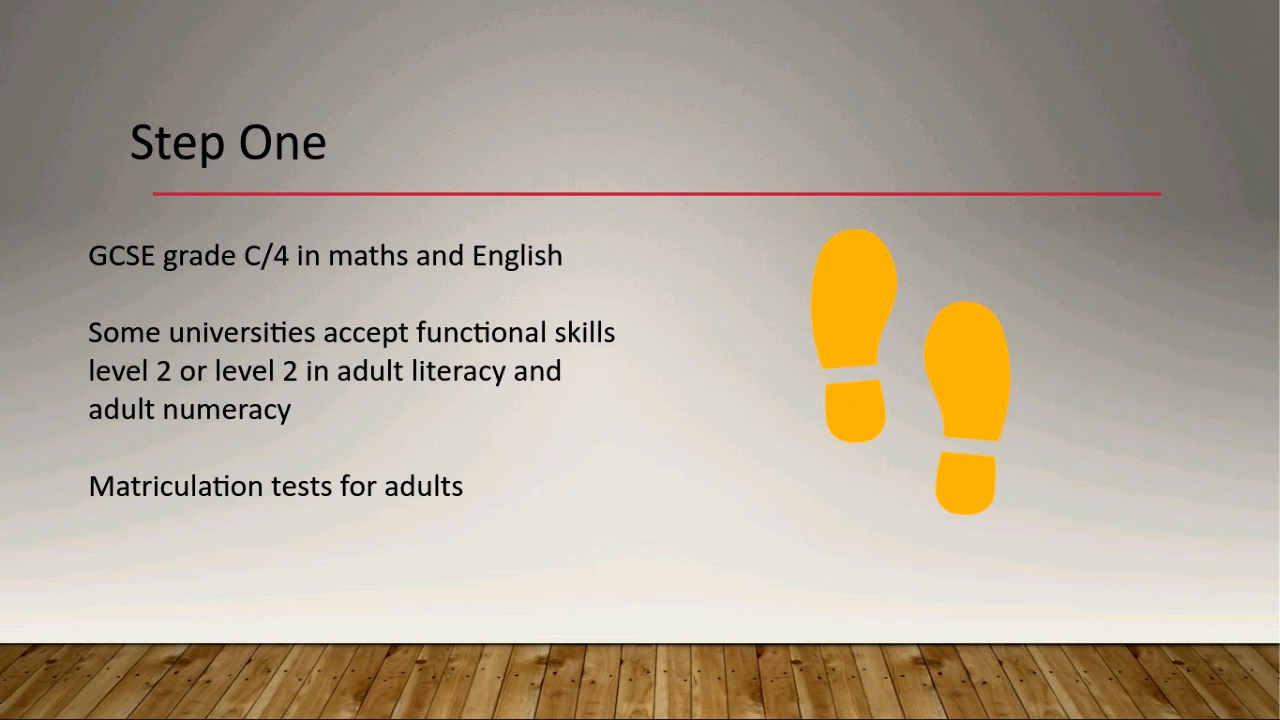 Step One
GCSE grade C/4 in maths and English
Some universities accept functional skills
level 2 or level 2 in adult literacy and
adult numeracy
Matriculation tests for adults